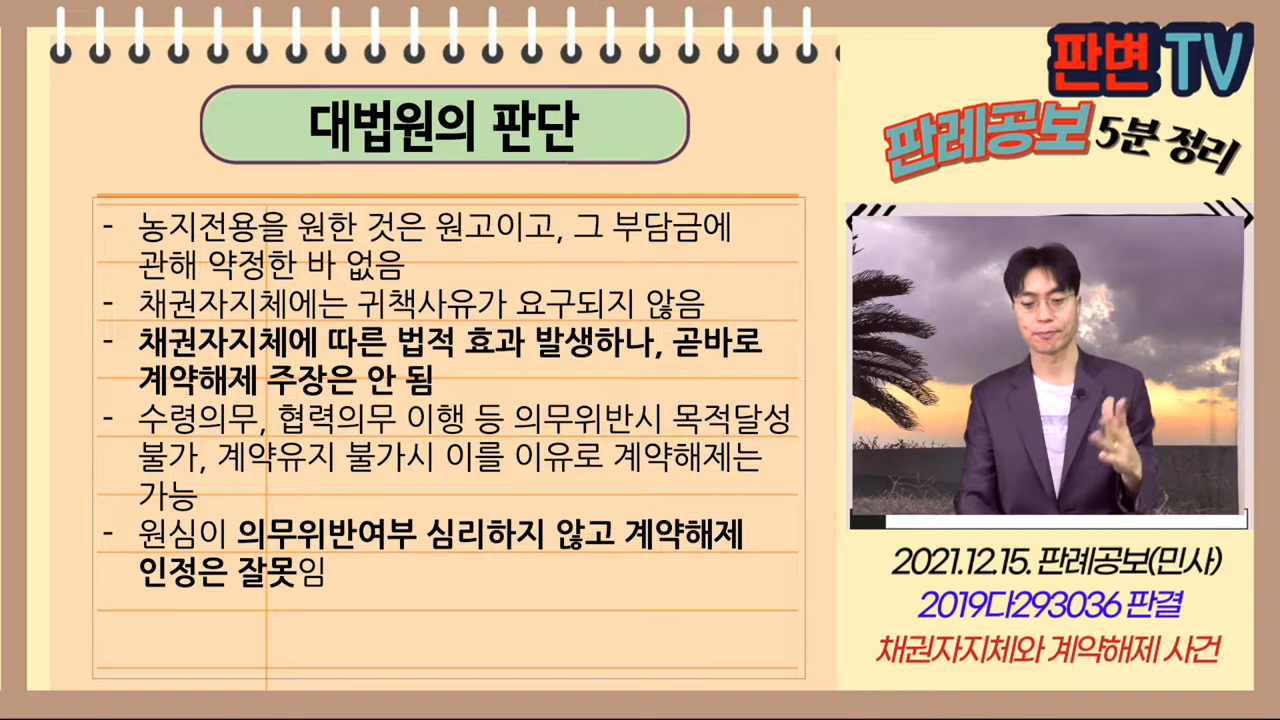 대법원의 판단
- 농지전용을 원한 것은 원고이고, 그 부담금에
관해 약정한 바 없음
- 채권자지체에는 귀책사유가 요구되지 않음
- 채권자지체에 따른 법적 효과 발생하나, 곧바로
계약해제 주장은 안 됨
- 수령의무, 협력의무 이행 등 의무위반시 목적달성
불가, 계약유지 불가시 이를 이유로 계약해제는
가능
- 원심이 의무위반여부 심리하지 않고 계약해제
인정은 잘못임
판변 TV
판례공보 5분 정리
2021.12.15. 판례공보(민사)
2019다293036 판결
채권자지체와 계약해제 사건